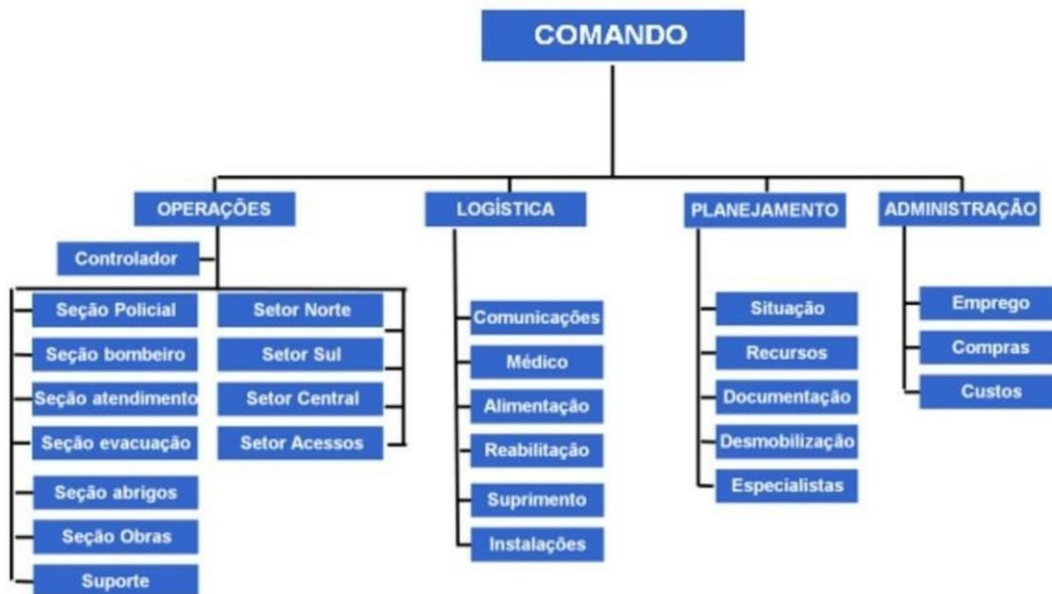 COMANDO
OPERAÇÕES
LOGÍSTICA
PLANEJAMENTO
ADMINISTRAÇÃO
Controlador
Seção Policial
Seção bombeiro
Seção atendimento
Seção evacuação
Seção abrigos
Seção Obras
Suporte
Setor Norte
Setor Sul
Setor Central
Setor Acessos
Comunicações
Médico
Alimentação
Reabilitação
Suprimento
Instalações
Situação
Recursos
Documentação
Desmobilização
Especialistas
Emprego
Compras
Custos